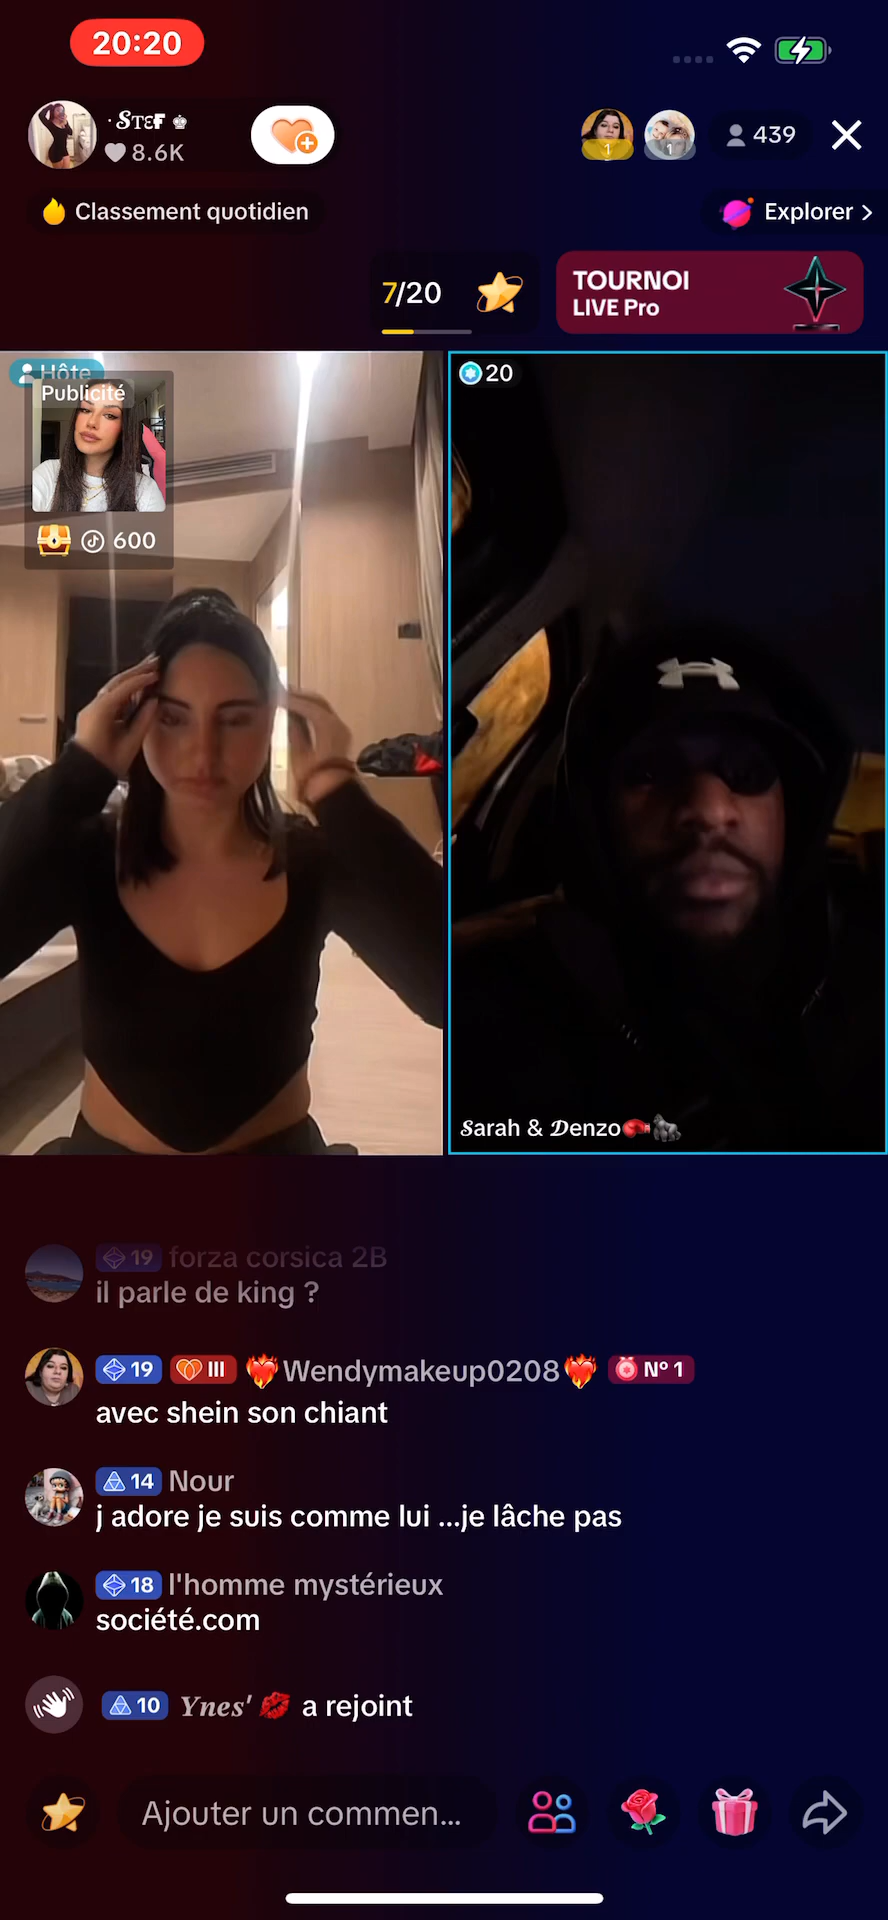 20:20
· STEF ♚
8.6K
1
1
439
Classement quotidien
Explorer >
7/20
TOURNOI
LIVE Pro
Hôte
Publicité
600
20
Sarah & Denzo🥊🦍
19 forza corsica 2B
il parle de king ?
19 III ❤️‍🔥Wendymakeup0208❤️‍🔥 Nº 1
avec shein son chiant
14 Nour
j adore je suis comme lui ...je lâche pas
18 l'homme mystérieux
société.com
10 Ynes' 💋 a rejoint
Ajouter un commen...